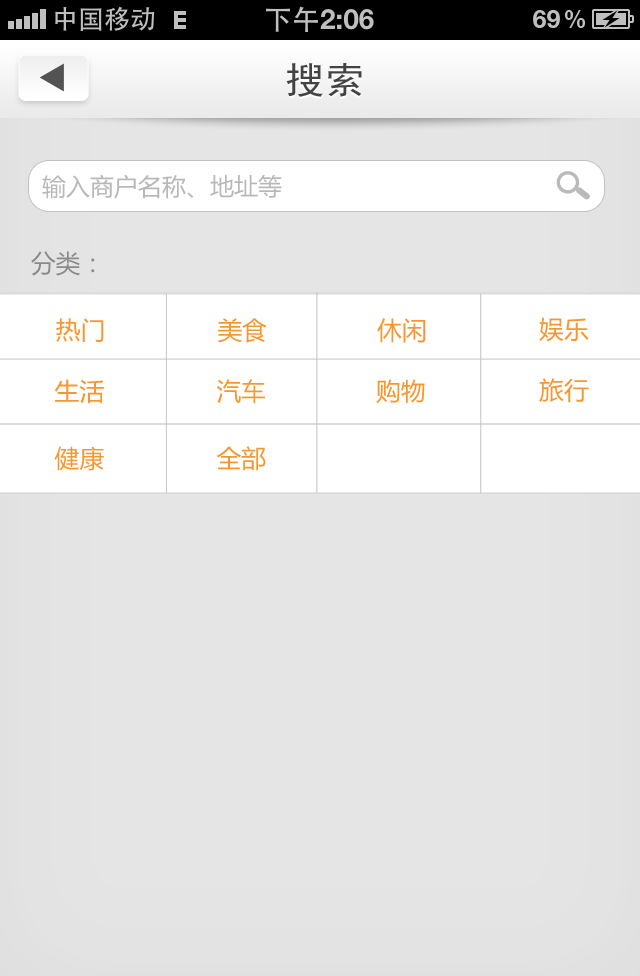 中国移动 E 下午2:06 69%
搜索
输入商户名称、地址等
分类：
热门 美食 休闲 娱乐
生活 汽车 购物 旅行
健康 全部